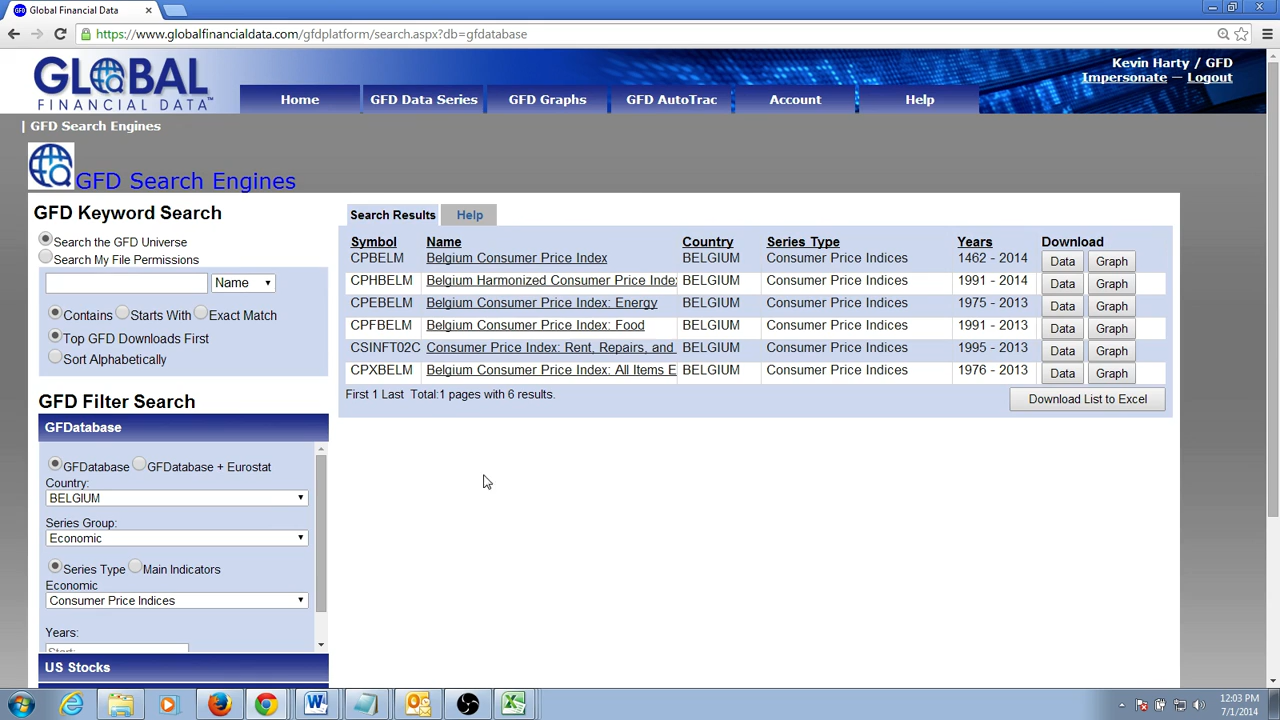 Global Financial Data
https://www.globalfinancialdata.com/gfdplatform/search.aspx?db=gfdatabase
GLOBAL
FINANCIAL DATA
Kevin Harty / GFD
Impersonate — Logout
Home
GFD Data Series
GFD Graphs
GFD AutoTrac
Account
Help
| GFD Search Engines
GFD Search Engines
GFD Keyword Search
Search the GFD Universe
Search My File Permissions
Name
Contains Starts With Exact Match
Top GFD Downloads First
Sort Alphabetically
GFD Filter Search
GFDatabase
GFDatabase GFDatabase + Eurostat
Country:
BELGIUM
Series Group:
Economic
Series Type Main Indicators
Economic
Consumer Price Indices
Years:
Start:
US Stocks
Search Results Help
Symbol Name Country Series Type Years Download
CPBELM Belgium Consumer Price Index BELGIUM Consumer Price Indices 1462 - 2014 Data Graph
CPHBELM Belgium Harmonized Consumer Price Index BELGIUM Consumer Price Indices 1991 - 2014 Data Graph
CPEBELM Belgium Consumer Price Index: Energy BELGIUM Consumer Price Indices 1975 - 2013 Data Graph
CPFBELM Belgium Consumer Price Index: Food BELGIUM Consumer Price Indices 1991 - 2013 Data Graph
CSINFT02C Consumer Price Index: Rent, Repairs, and BELGIUM Consumer Price Indices 1995 - 2013 Data Graph
CPXBELM Belgium Consumer Price Index: All Items E BELGIUM Consumer Price Indices 1976 - 2013 Data Graph
First 1 Last Total:1 pages with 6 results.
Download List to Excel
12:03 PM
7/1/2014